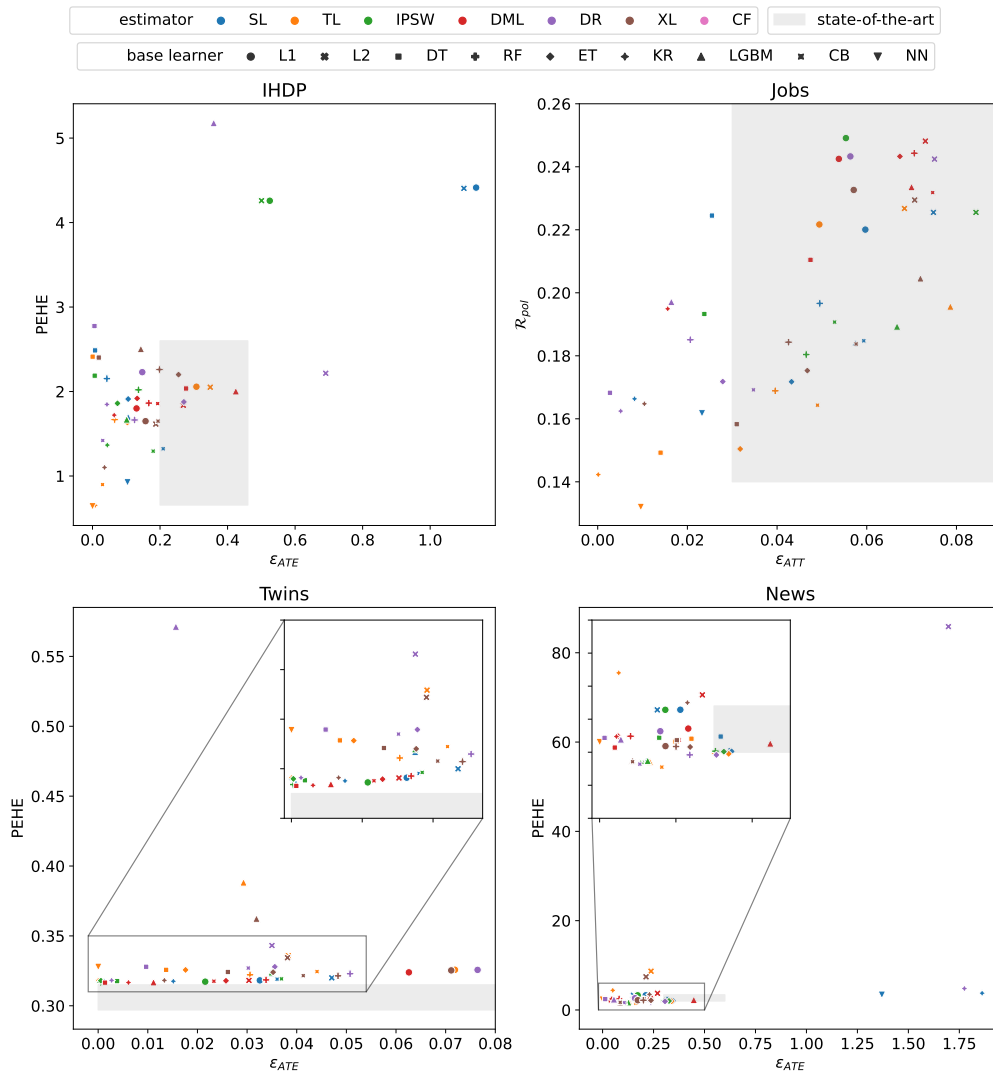 estimator SL TL IPSW DML DR XL CF state-of-the-art
base learner L1 L2 DT RF ET KR LGBM CB NN
IHDP
PEHE
5
4
3
2
1
0.0 0.2 0.4 0.6 0.8 1.0
ε_ATE
Jobs
R_pol
0.26
0.24
0.22
0.20
0.18
0.16
0.14
0.00 0.02 0.04 0.06 0.08
ε_ATT
Twins
PEHE
0.55
0.50
0.45
0.40
0.35
0.30
0.00 0.01 0.02 0.03 0.04 0.05 0.06 0.07 0.08
ε_ATE
News
PEHE
80
60
40
20
0
0.00 0.25 0.50 0.75 1.00 1.25 1.50 1.75
ε_ATE